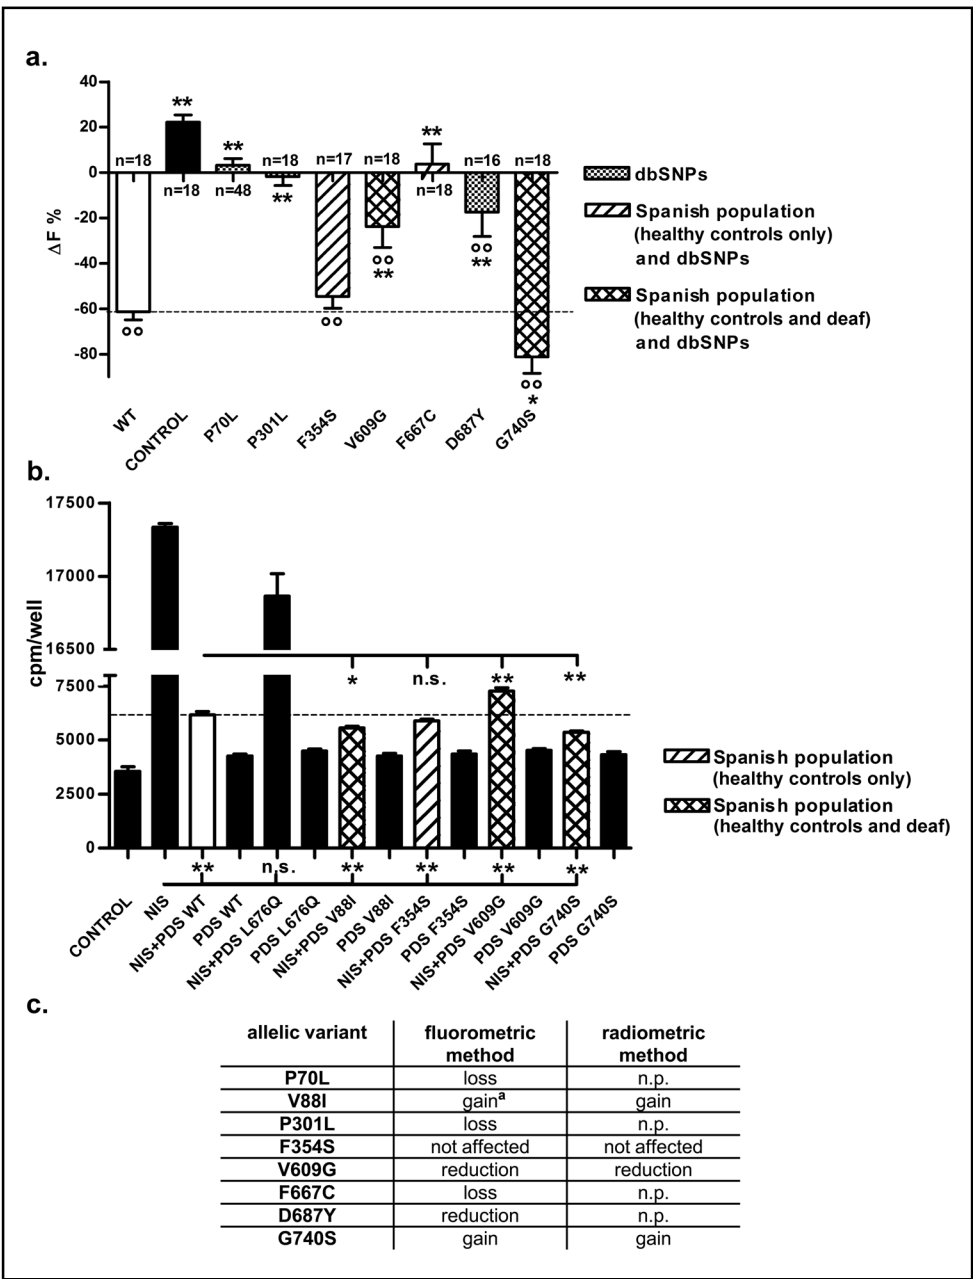 a.
40
20
0
-20
-40
-60
-80
ΔF %
**
**
**
n=18
n=18
n=17
n=18
n=16
n=18
n=18
n=48
n=18
**
°°
°°
°°
**
°°
**
°°
*
WT
CONTROL
P70L
P301L
F354S
V609G
F667C
D687Y
G740S
dbSNPs
Spanish population
(healthy controls only)
and dbSNPs
Spanish population
(healthy controls and deaf)
and dbSNPs
b.
17500
17000
16500
7500
5000
2500
0
cpm/well
*
n.s.
**
**
**
n.s.
**
**
**
**
CONTROL
NIS
NIS+PDS WT
PDS WT
NIS+PDS L676Q
PDS L676Q
NIS+PDS V88I
PDS V88I
NIS+PDS F354S
PDS F354S
NIS+PDS V609G
PDS V609G
NIS+PDS G740S
PDS G740S
Spanish population
(healthy controls only)
Spanish population
(healthy controls and deaf)
c.
allelic variant fluorometric method radiometric method
P70L loss n.p.
V88I gainᵃ gain
P301L loss n.p.
F354S not affected not affected
V609G reduction reduction
F667C loss n.p.
D687Y reduction n.p.
G740S gain gain